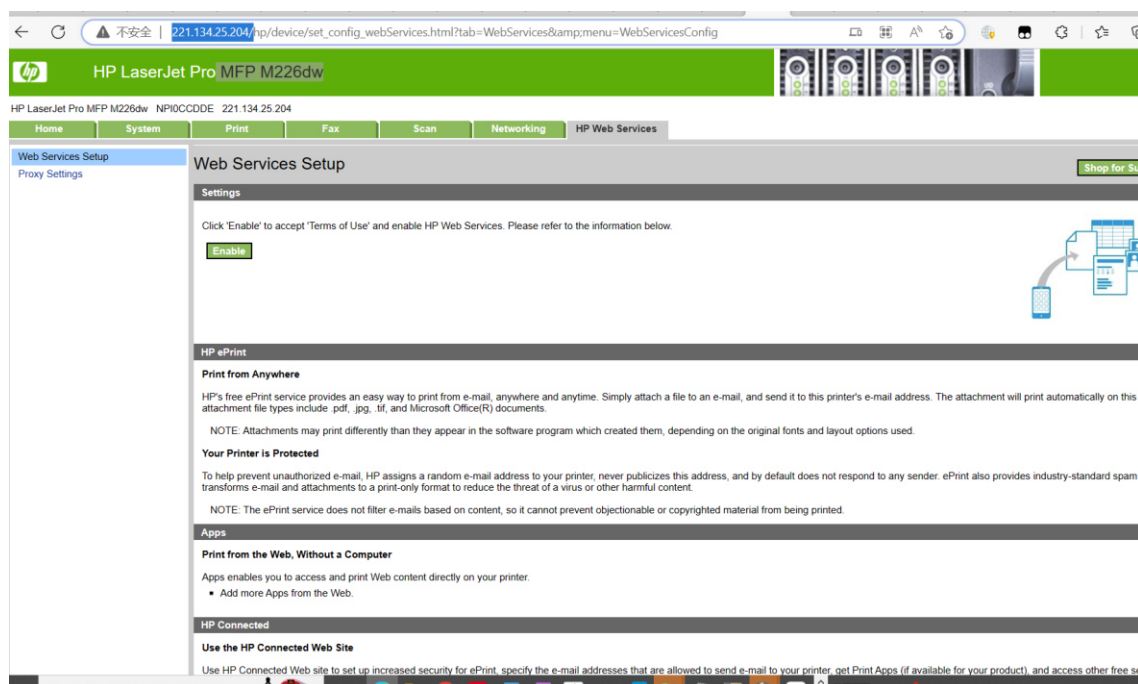 不安全 | 221.134.25.204/hp/device/set_config_webServices.html?tab=WebServices&amp;menu=WebServicesConfig
hp HP LaserJet Pro MFP M226dw
HP LaserJet Pro MFP M226dw NPI0CCDDE 221.134.25.204
Home System Print Fax Scan Networking HP Web Services
Web Services Setup
Proxy Settings
Web Services Setup
Shop for Su
Settings
Click 'Enable' to accept 'Terms of Use' and enable HP Web Services. Please refer to the information below.
Enable
HP ePrint
Print from Anywhere
HP's free ePrint service provides an easy way to print from e-mail, anywhere and anytime. Simply attach a file to an e-mail, and send it to this printer's e-mail address. The attachment will print automatically on this
attachment file types include .pdf, .jpg, .tif, and Microsoft Office(R) documents.
NOTE: Attachments may print differently than they appear in the software program which created them, depending on the original fonts and layout options used.
Your Printer is Protected
To help prevent unauthorized e-mail, HP assigns a random e-mail address to your printer, never publicizes this address, and by default does not respond to any sender. ePrint also provides industry-standard spam
transforms e-mail and attachments to a print-only format to reduce the threat of a virus or other harmful content.
NOTE: The ePrint service does not filter e-mails based on content, so it cannot prevent objectionable or copyrighted material from being printed.
Apps
Print from the Web, Without a Computer
Apps enables you to access and print Web content directly on your printer.
▪ Add more Apps from the Web.
HP Connected
Use the HP Connected Web Site
Use HP Connected Web site to set up increased security for ePrint, specify the e-mail addresses that are allowed to send e-mail to your printer, get Print Apps (if available for your product), and access other free se